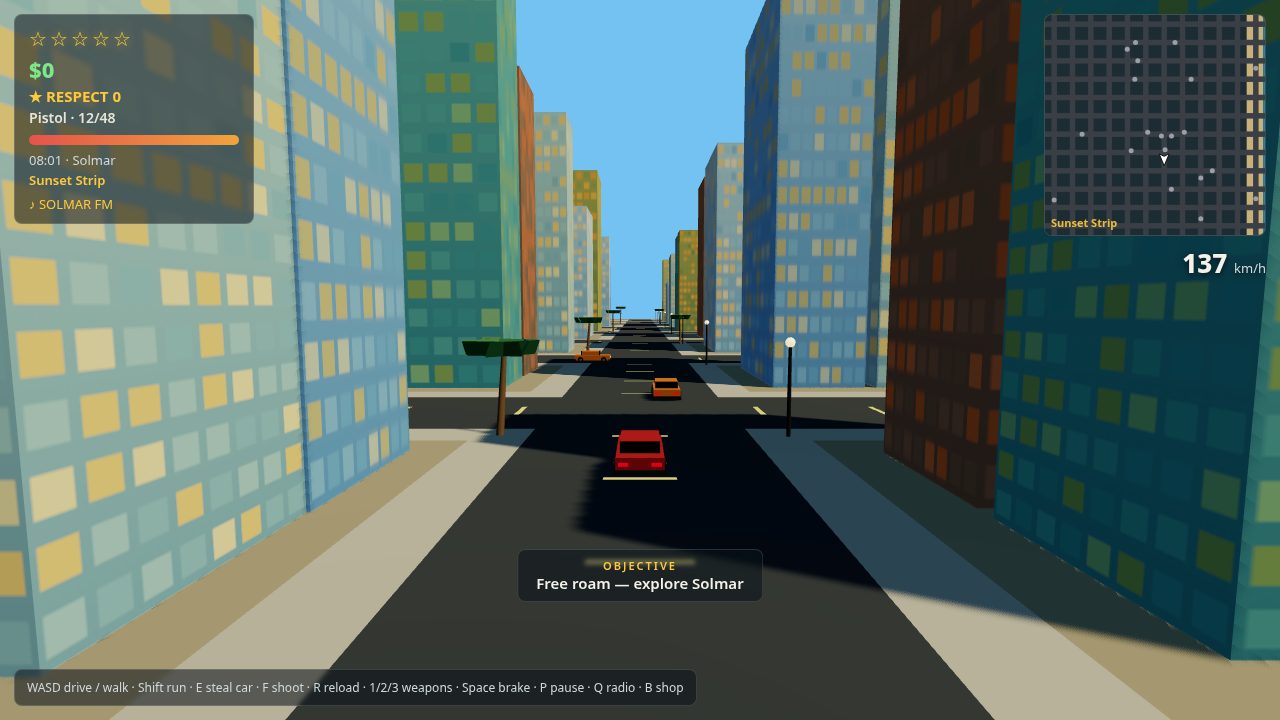 ☆☆☆☆☆
$0
★ RESPECT 0
Pistol · 12/48
08:01 · Solmar
Sunset Strip
♪ SOLMAR FM
Sunset Strip
137 km/h
OBJECTIVE
Free roam — explore Solmar
WASD drive / walk · Shift run · E steal car · F shoot · R reload · 1/2/3 weapons · Space brake · P pause · Q radio · B shop